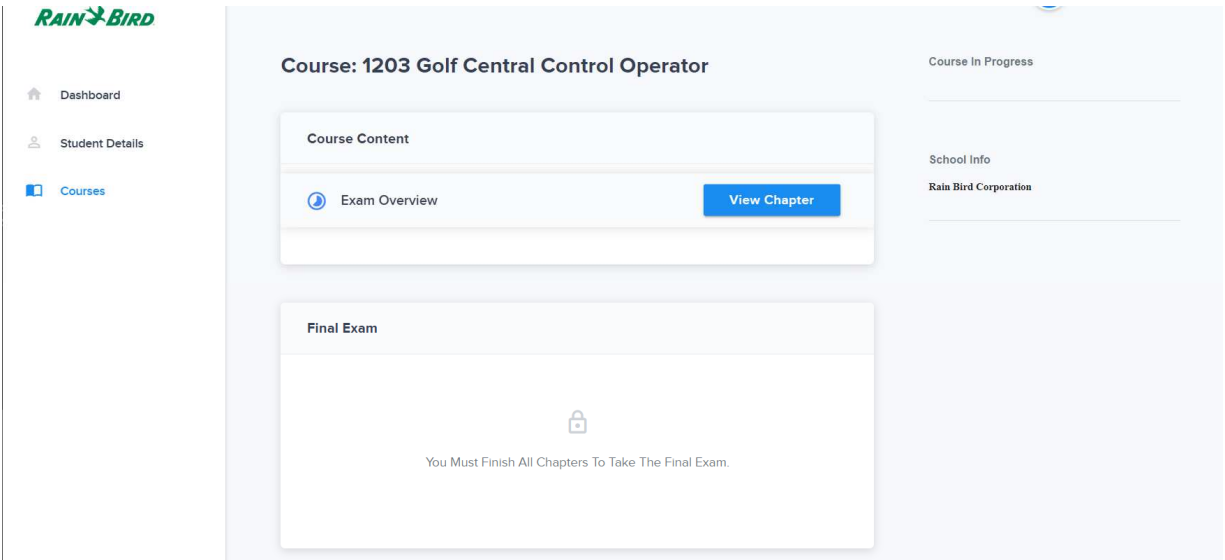 RAIN BIRD
Dashboard
Student Details
Courses
Course: 1203 Golf Central Control Operator
Course Content
Exam Overview
View Chapter
Final Exam
You Must Finish All Chapters To Take The Final Exam.
Course In Progress
School Info
Rain Bird Corporation